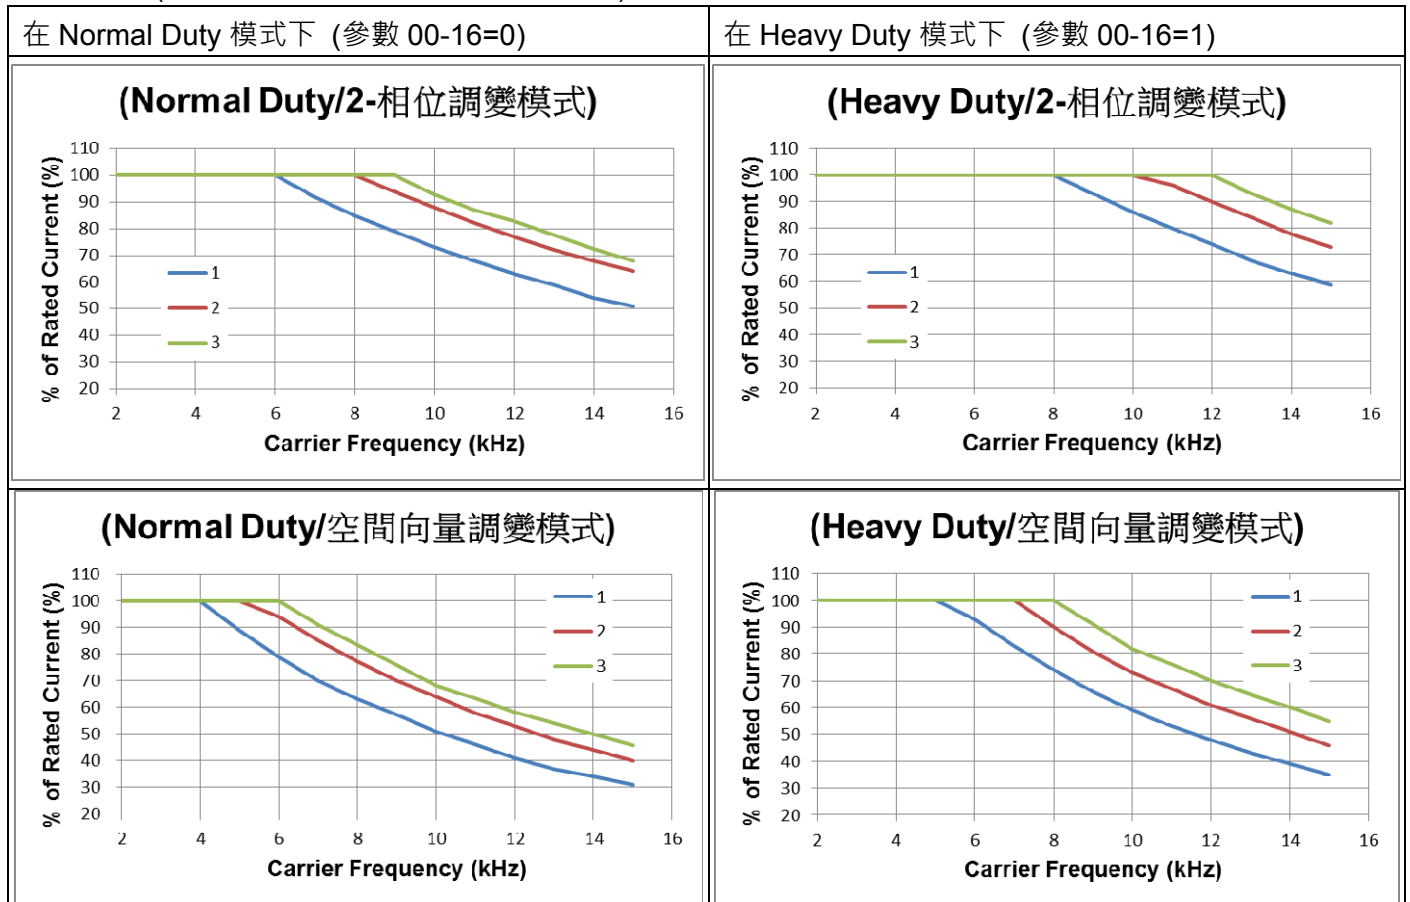 在 Normal Duty 模式下 (參數 00-16=0)
在 Heavy Duty 模式下 (參數 00-16=1)
(Normal Duty/2-相位調變模式)
% of Rated Current (%)
110
100
90
80
70
60
50
40
30
20
1
2
3
2 4 6 8 10 12 14 16
Carrier Frequency (kHz)
(Heavy Duty/2-相位調變模式)
% of Rated Current (%)
110
100
90
80
70
60
50
40
30
20
1
2
3
2 4 6 8 10 12 14 16
Carrier Frequency (kHz)
(Normal Duty/空間向量調變模式)
% of Rated Current (%)
110
100
90
80
70
60
50
40
30
20
1
2
3
2 4 6 8 10 12 14 16
Carrier Frequency (kHz)
(Heavy Duty/空間向量調變模式)
% of Rated Current (%)
110
100
90
80
70
60
50
40
30
20
1
2
3
2 4 6 8 10 12 14 16
Carrier Frequency (kHz)